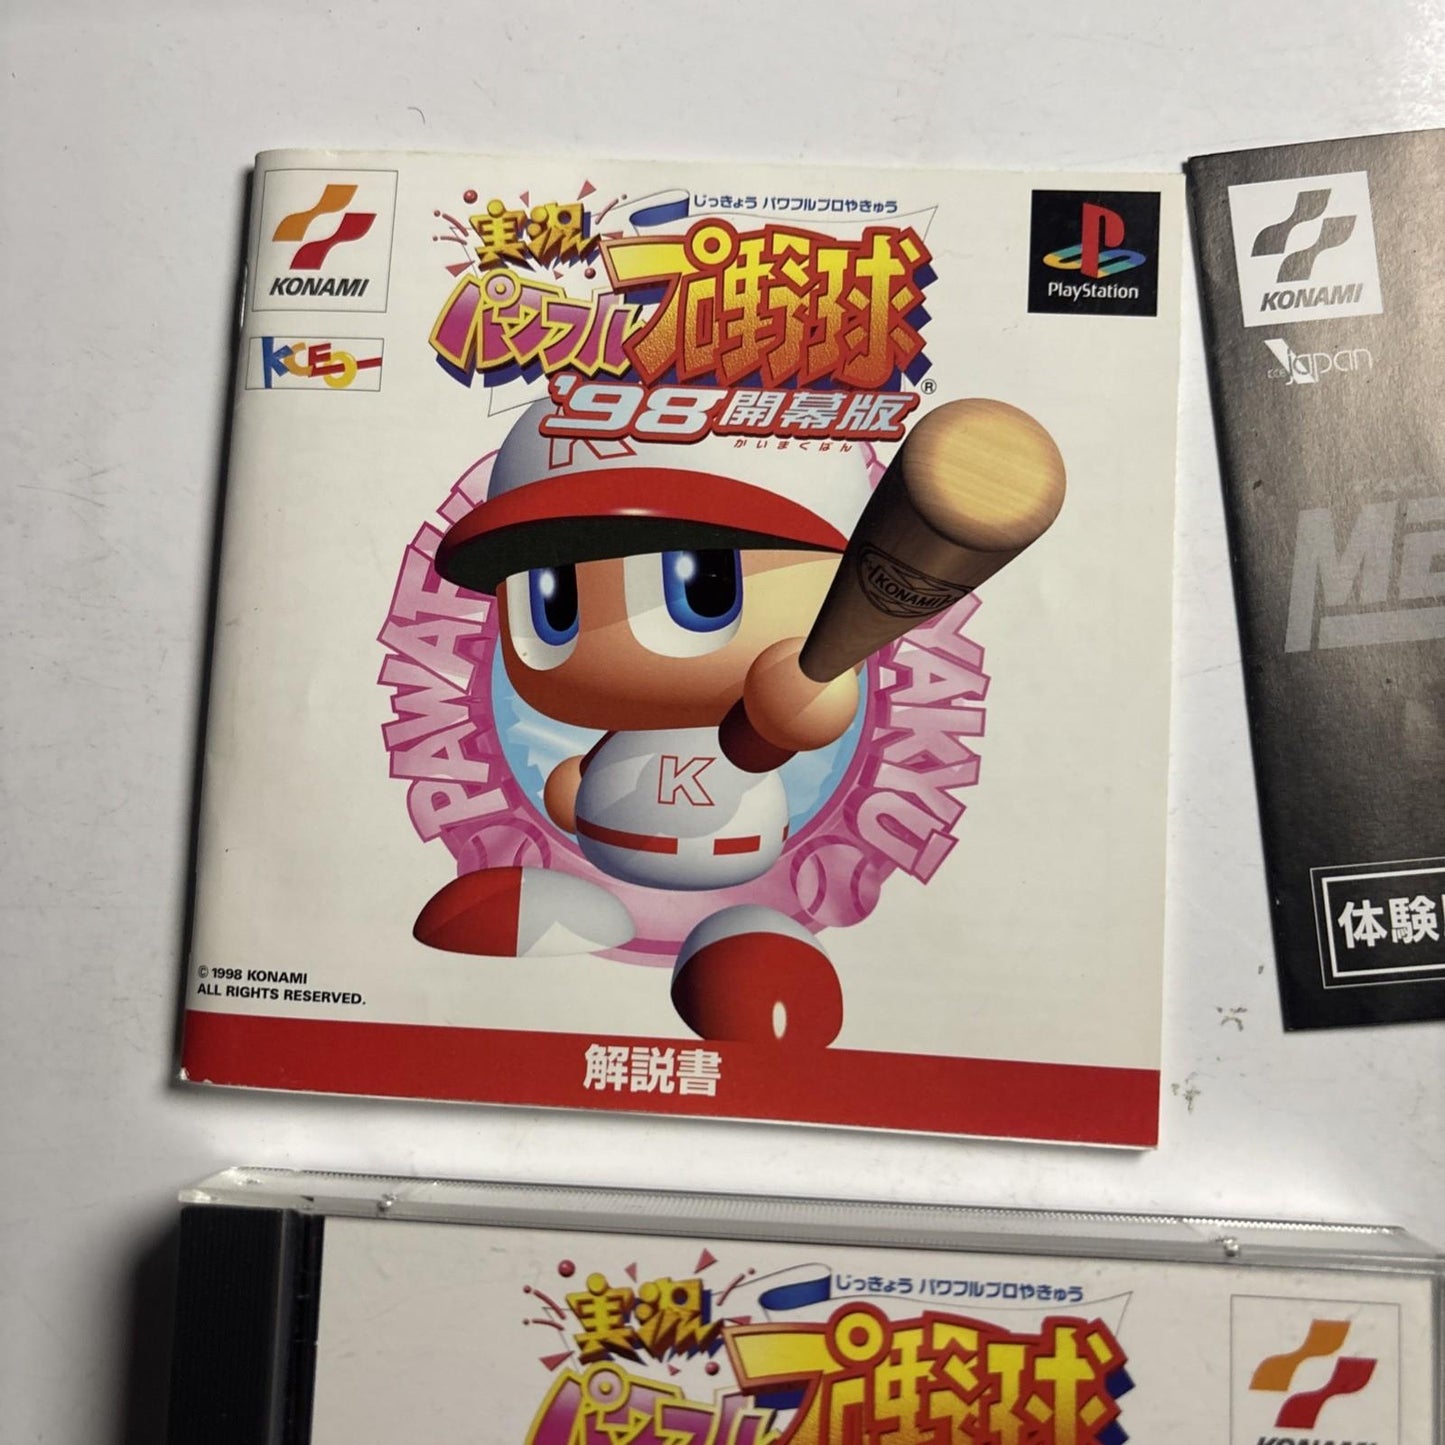 KONAMI
KCEO
じっきょう パワフルプロやきゅう
実況
パワフルプロ野球
®
'98開幕版
かいまくばん
PlayStation
K
KONAMI
K
© 1998 KONAMI
ALL RIGHTS RESERVED.
解説書
KONAMI
KCE Japan
体験
じっきょう パワフルプロやきゅう
実況
パワフルプロ野球
KONAMI